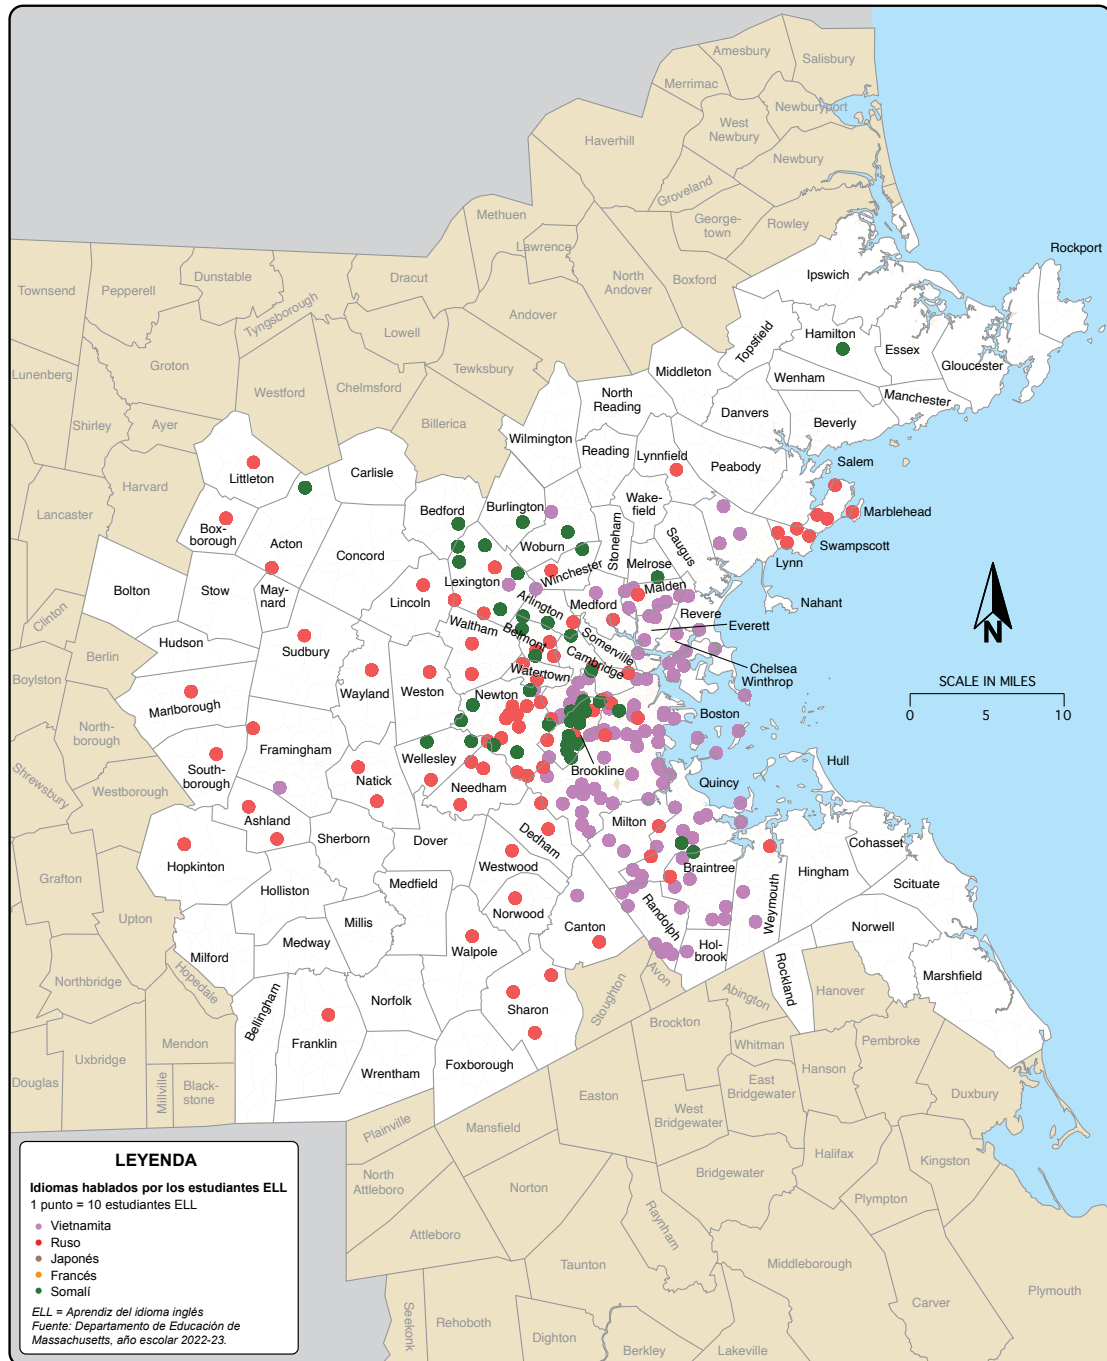 Amesbury
Salisbury
Merrimac
Newburyport
West
Newbury
Haverhill
Newbury
Groveland
Methuen
George-
town
Rowley
Lawrence
Rockport
Ipswich
Dunstable
Dracut
North
Andover
Boxford
Townsend
Pepperell
Tyngsborough
Andover
Topsfield
Hamilton
Essex
Lowell
Groton
Tewksbury
Middleton
Gloucester
Lunenberg
Westford
Chelmsford
Wenham
Manchester
North
Reading
Danvers
Beverly
Shirley
Ayer
Billerica
Wilmington
Reading
Lynnfield
Peabody
Salem
Littleton
Carlisle
Harvard
Wake-
field
Marblehead
Lancaster
Bedford
Burlington
Box-
borough
Acton
Woburn
Stoneham
Saugus
Swampscott
Concord
Melrose
Lynn
Winchester
Lexington
Malden
Bolton
Stow
May-
nard
Lincoln
Medford
Nahant
Arlington
Revere
Everett
Clinton
Waltham
Belmont
Somerville
Hudson
Sudbury
Cambridge
Chelsea
Winthrop
Berlin
Boylston
Watertown
Wayland
Weston
Newton
SCALE IN MILES
0
5
10
Marlborough
Boston
North-
borough
Framingham
Wellesley
Hull
South-
borough
Brookline
Quincy
Natick
Needham
Shrewsbury
Westborough
Ashland
Milton
Sherborn
Dover
Dedham
Cohasset
Hopkinton
Westwood
Braintree
Hingham
Grafton
Holliston
Medfield
Scituate
Norwood
Weymouth
Upton
Millis
Canton
Randolph
Norwell
Medway
Walpole
Hol-
brook
Milford
Rockland
Marshfield
Northbridge
Hopedale
Avon
Stoughton
Abington
Hanover
Bellingham
Norfolk
Sharon
Brockton
Franklin
Mendon
Whitman
Pembroke
Uxbridge
Foxborough
Hanson
Wrentham
Douglas
Millville
Black-
stone
Easton
East
Bridgewater
Duxbury
West
Bridgewater
Plainville
Mansfield
Halifax
Kingston
North
Attleboro
Norton
Bridgewater
Plympton
Raynham
Attleboro
Taunton
Middleborough
Plymouth
Carver
Seekonk
Rehoboth
Dighton
Berkley
Lakeville
LEYENDA
Idiomas hablados por los estudiantes ELL
1 punto = 10 estudiantes ELL
Vietnamita
Ruso
Japonés
Francés
Somalí
ELL = Aprendiz del idioma inglés
Fuente: Departamento de Educación de
Massachusetts, año escolar 2022-23.
N